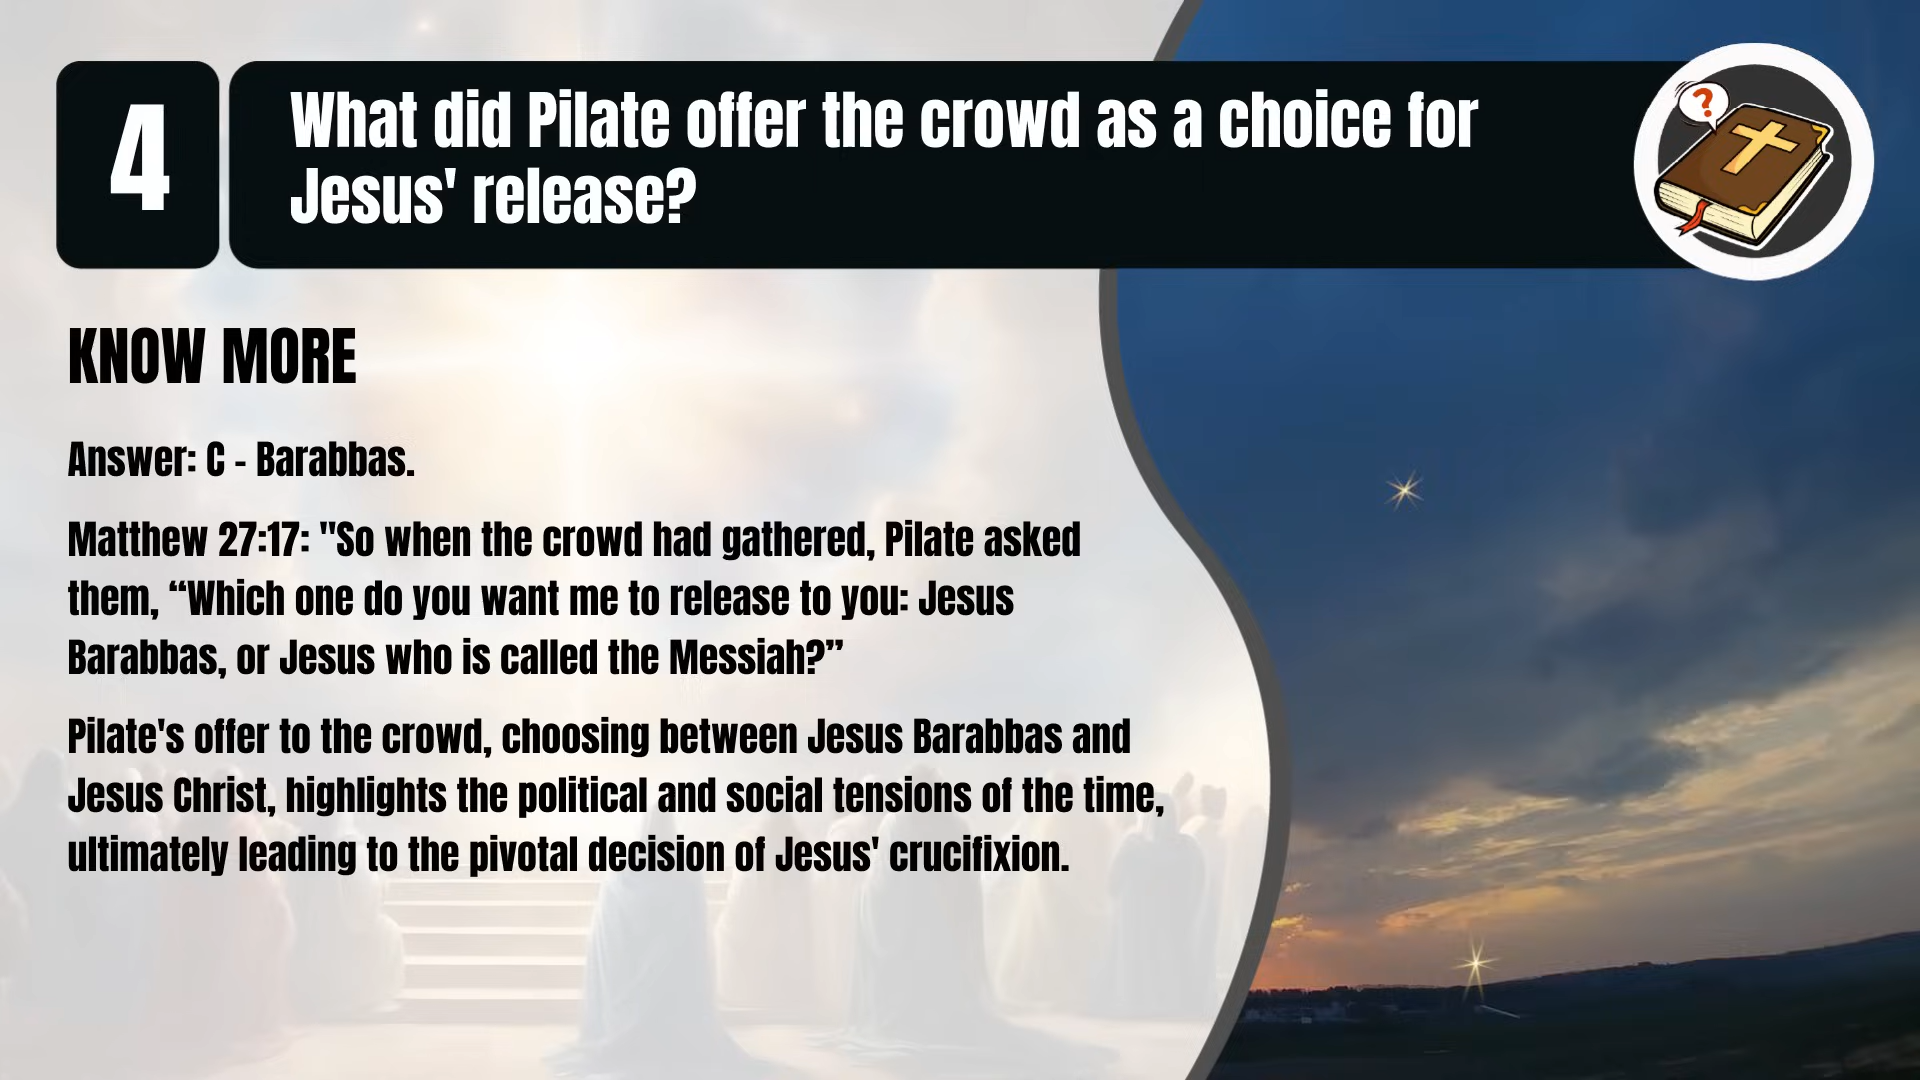 4
What did Pilate offer the crowd as a choice for
Jesus' release?
?
KNOW MORE
Answer: C - Barabbas.
Matthew 27:17: "So when the crowd had gathered, Pilate asked
them, “Which one do you want me to release to you: Jesus
Barabbas, or Jesus who is called the Messiah?”
Pilate's offer to the crowd, choosing between Jesus Barabbas and
Jesus Christ, highlights the political and social tensions of the time,
ultimately leading to the pivotal decision of Jesus' crucifixion.